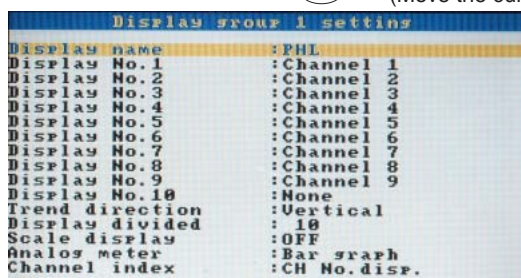 (Move the cur
Display group 1 setting
Display name :PHL
Display No.1 :Channel 1
Display No.2 :Channel 2
Display No.3 :Channel 3
Display No.4 :Channel 4
Display No.5 :Channel 5
Display No.6 :Channel 6
Display No.7 :Channel 7
Display No.8 :Channel 8
Display No.9 :Channel 9
Display No.10 :None
Trend direction :Vertical
Display divided : 10
Scale display :OFF
Analog meter :Bar graph
Channel index :CH No.disp.